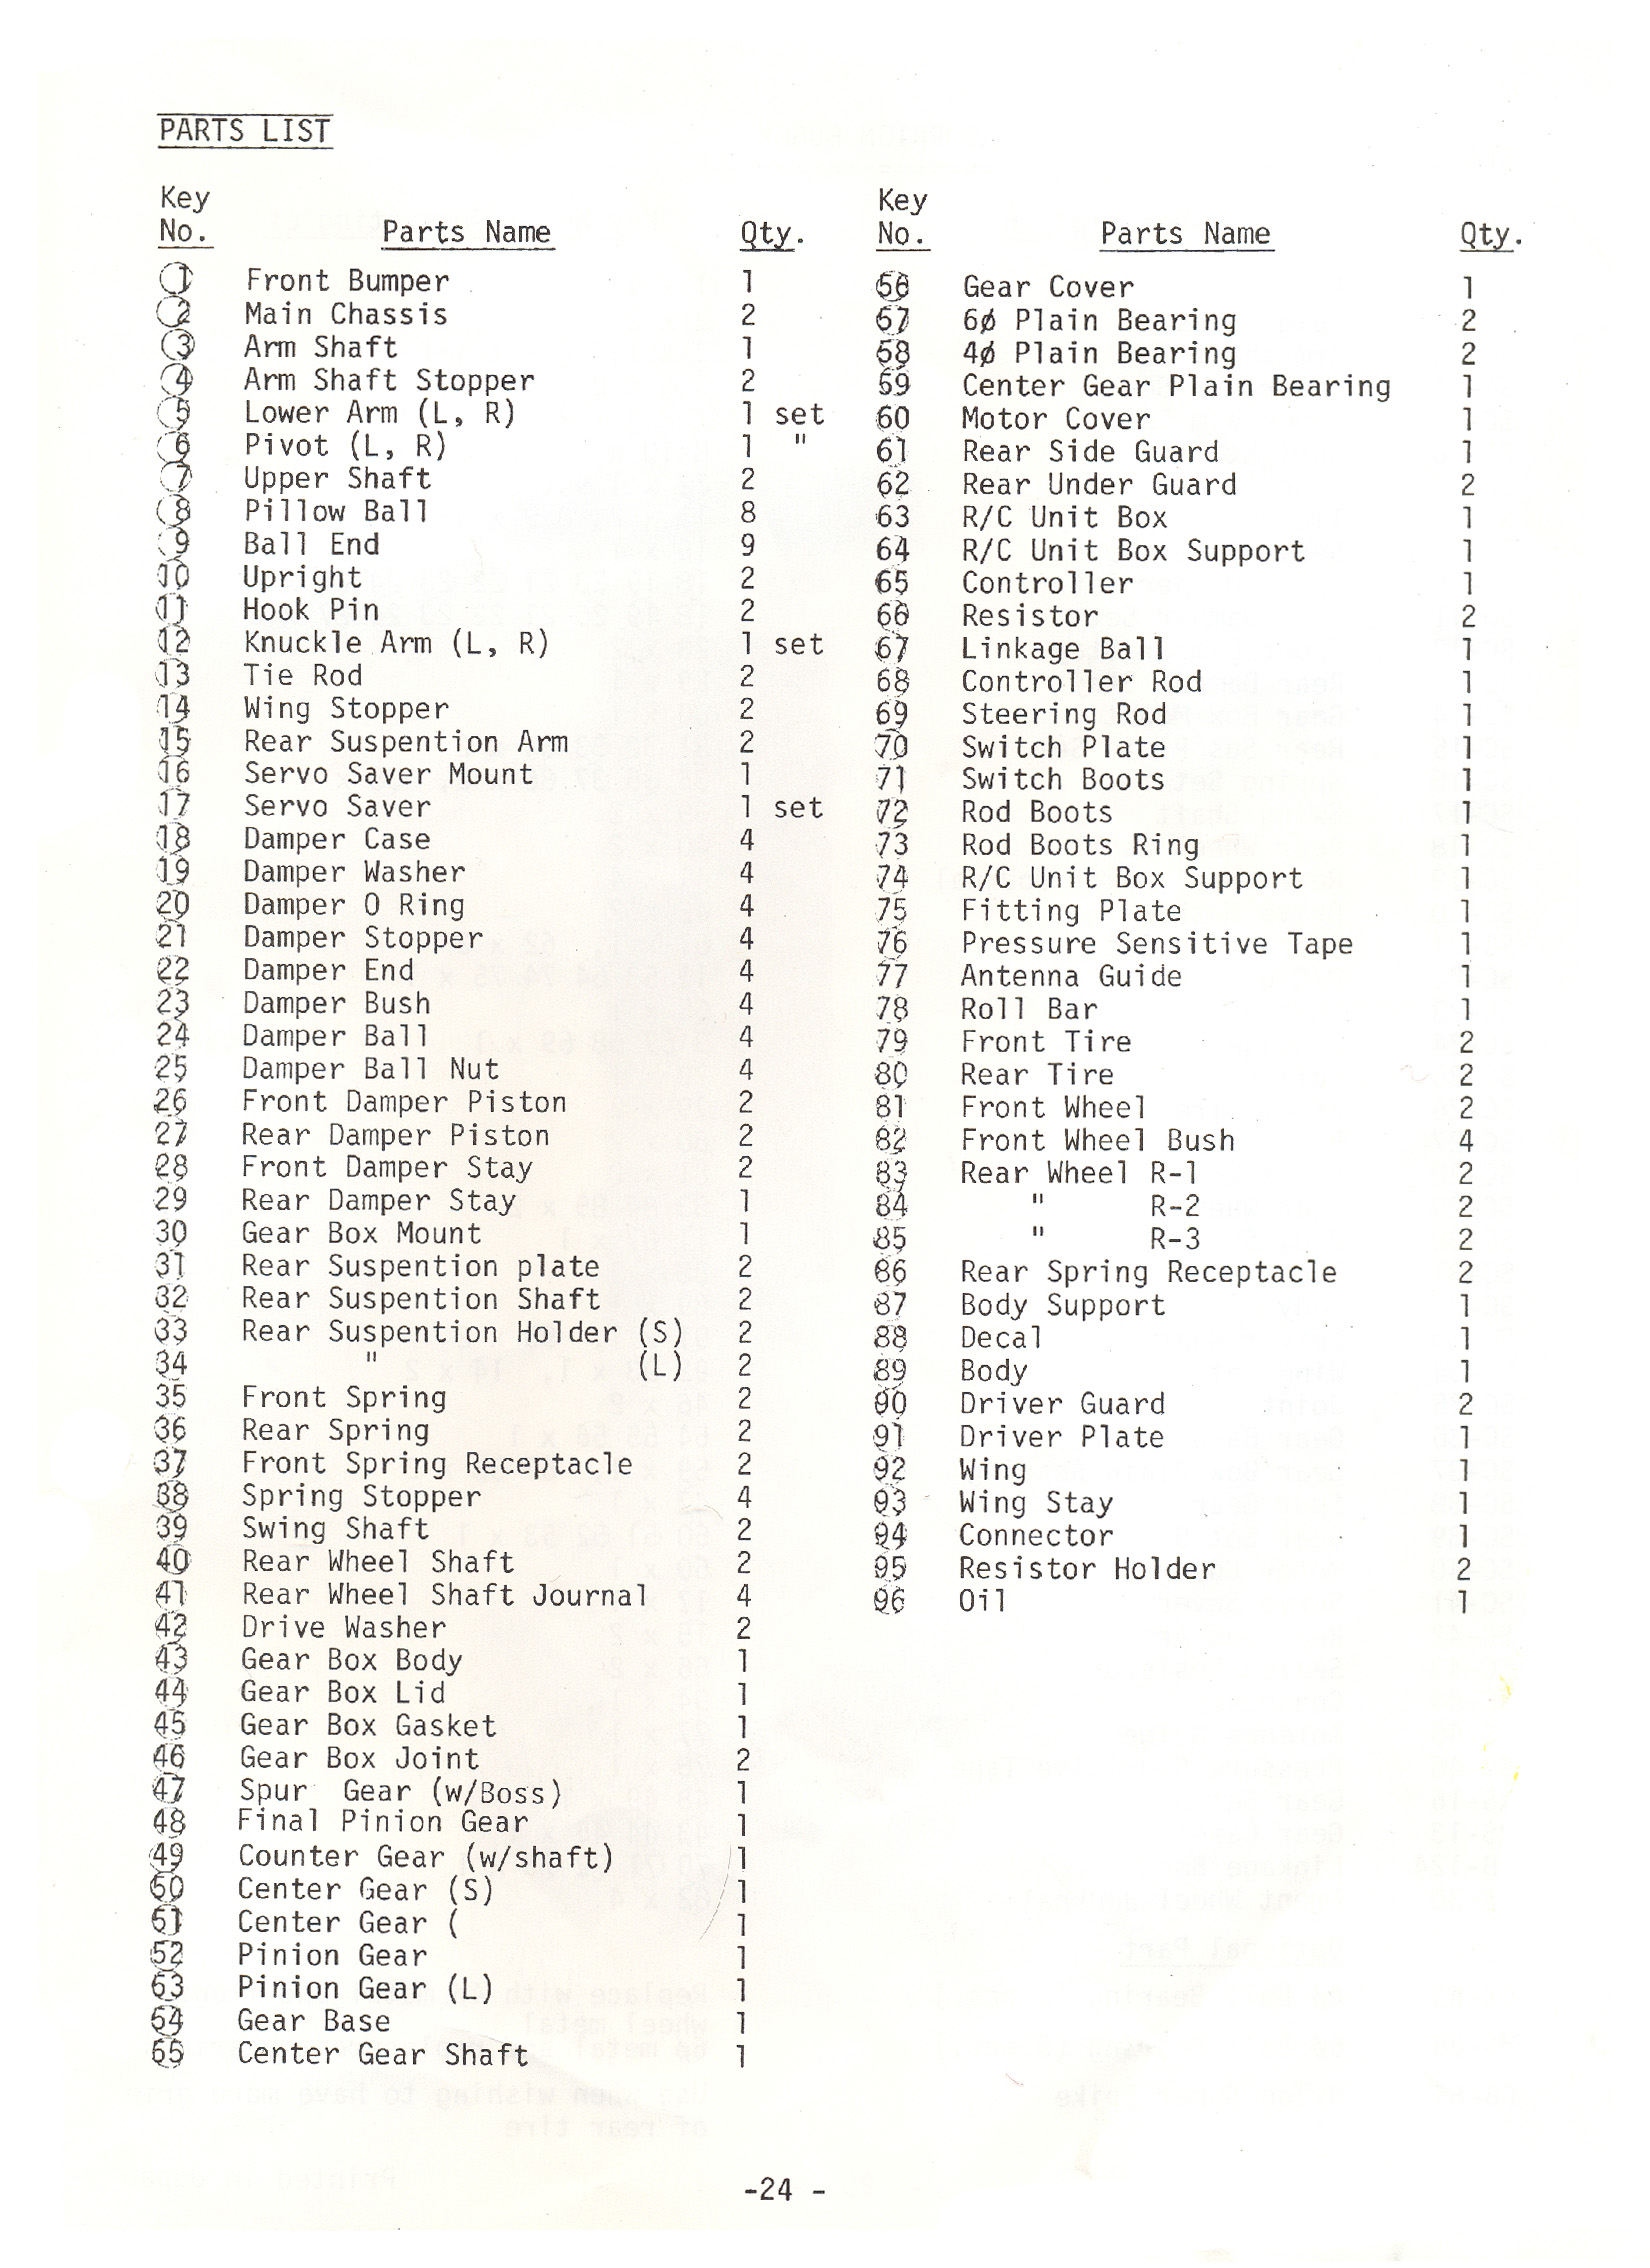 PARTS LIST
Key
No. Parts Name Qty.
1 Front Bumper 1
2 Main Chassis 2
3 Arm Shaft 1
4 Arm Shaft Stopper 2
5 Lower Arm (L, R) 1 set
6 Pivot (L, R) 1 "
7 Upper Shaft 2
8 Pillow Ball 8
9 Ball End 9
10 Upright 2
11 Hook Pin 2
12 Knuckle Arm (L, R) 1 set
13 Tie Rod 2
14 Wing Stopper 2
15 Rear Suspention Arm 2
16 Servo Saver Mount 1
17 Servo Saver 1 set
18 Damper Case 4
19 Damper Washer 4
20 Damper O Ring 4
21 Damper Stopper 4
22 Damper End 4
23 Damper Bush 4
24 Damper Ball 4
25 Damper Ball Nut 4
26 Front Damper Piston 2
27 Rear Damper Piston 2
28 Front Damper Stay 2
29 Rear Damper Stay 1
30 Gear Box Mount 1
31 Rear Suspention plate 2
32 Rear Suspention Shaft 2
33 Rear Suspention Holder (S) 2
34 " (L) 2
35 Front Spring 2
36 Rear Spring 2
37 Front Spring Receptacle 2
38 Spring Stopper 4
39 Swing Shaft 2
40 Rear Wheel Shaft 2
41 Rear Wheel Shaft Journal 4
42 Drive Washer 2
43 Gear Box Body 1
44 Gear Box Lid 1
45 Gear Box Gasket 1
46 Gear Box Joint 2
47 Spur Gear (w/Boss) 1
48 Final Pinion Gear 1
49 Counter Gear (w/shaft) 1
50 Center Gear (S) 1
51 Center Gear ( 1
52 Pinion Gear 1
53 Pinion Gear (L) 1
54 Gear Base 1
55 Center Gear Shaft 1
Key
No. Parts Name Qty.
56 Gear Cover 1
57 6ø Plain Bearing 2
58 4ø Plain Bearing 2
59 Center Gear Plain Bearing 1
60 Motor Cover 1
61 Rear Side Guard 1
62 Rear Under Guard 2
63 R/C Unit Box 1
64 R/C Unit Box Support 1
65 Controller 1
66 Resistor 2
67 Linkage Ball 1
68 Controller Rod 1
69 Steering Rod 1
70 Switch Plate 1
71 Switch Boots 1
72 Rod Boots 1
73 Rod Boots Ring 1
74 R/C Unit Box Support 1
75 Fitting Plate 1
76 Pressure Sensitive Tape 1
77 Antenna Guide 1
78 Roll Bar 1
79 Front Tire 2
80 Rear Tire 2
81 Front Wheel 2
82 Front Wheel Bush 4
83 Rear Wheel R-1 2
84 " R-2 2
85 " R-3 2
86 Rear Spring Receptacle 2
87 Body Support 1
88 Decal 1
89 Body 1
90 Driver Guard 2
91 Driver Plate 1
92 Wing 1
93 Wing Stay 1
94 Connector 1
95 Resistor Holder 2
96 Oil 1
-24 -